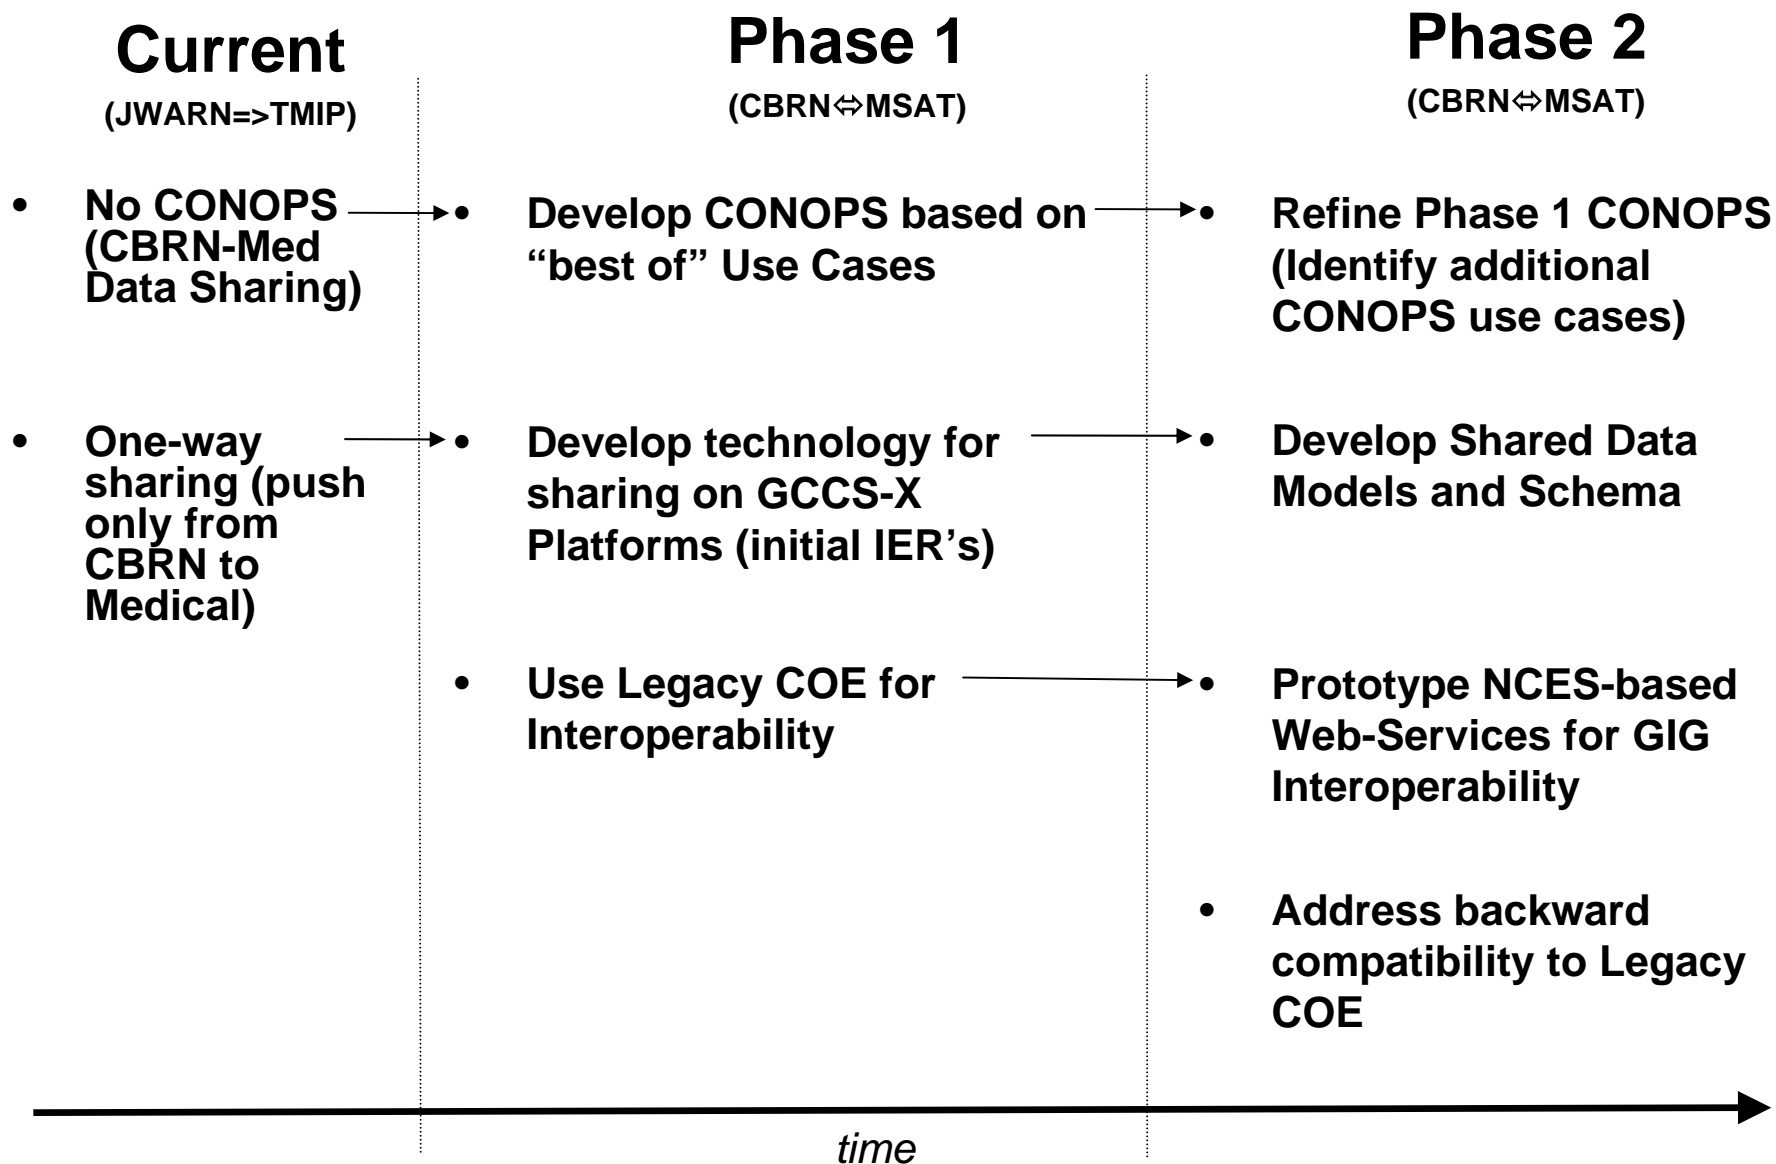 Current
(JWARN=>TMIP)
• No CONOPS
(CBRN-Med
Data Sharing)
• One-way
sharing (push
only from
CBRN to
Medical)
Phase 1
(CBRN⇔MSAT)
• Develop CONOPS based on
“best of” Use Cases
• Develop technology for
sharing on GCCS-X
Platforms (initial IER’s)
• Use Legacy COE for
Interoperability
Phase 2
(CBRN⇔MSAT)
• Refine Phase 1 CONOPS
(Identify additional
CONOPS use cases)
• Develop Shared Data
Models and Schema
• Prototype NCES-based
Web-Services for GIG
Interoperability
• Address backward
compatibility to Legacy
COE
time